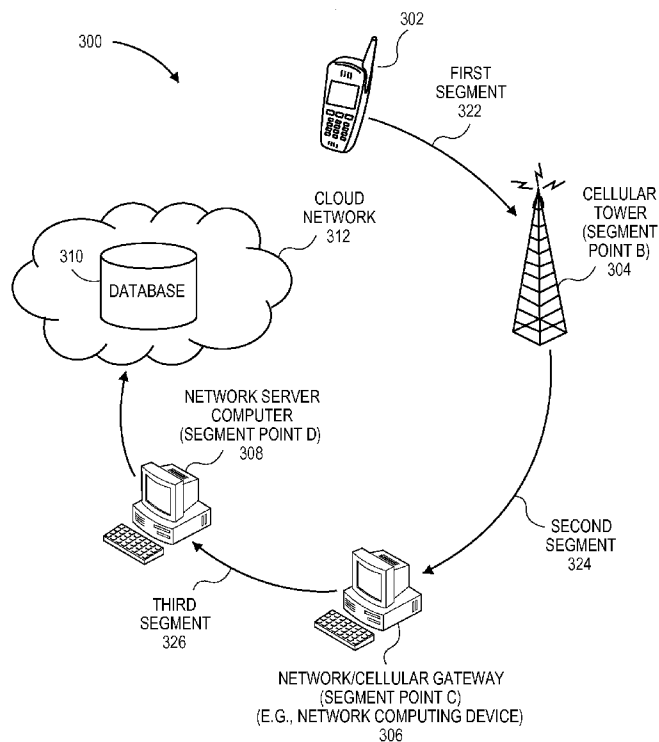 300
302
FIRST
SEGMENT
322
CLOUD
NETWORK
312
310
DATABASE
CELLULAR
TOWER
(SEGMENT
POINT B)
304
NETWORK SERVER
COMPUTER
(SEGMENT POINT D)
308
SECOND
SEGMENT
324
THIRD
SEGMENT
326
NETWORK/CELLULAR GATEWAY
(SEGMENT POINT C)
(E.G., NETWORK COMPUTING DEVICE)
306